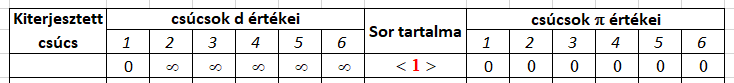 Kiterjesztett csúcs csúcsok d értékei Sor tartalma csúcsok π értékei
1 2 3 4 5 6 1 2 3 4 5 6
0 ∞ ∞ ∞ ∞ ∞ < 1 > 0 0 0 0 0 0